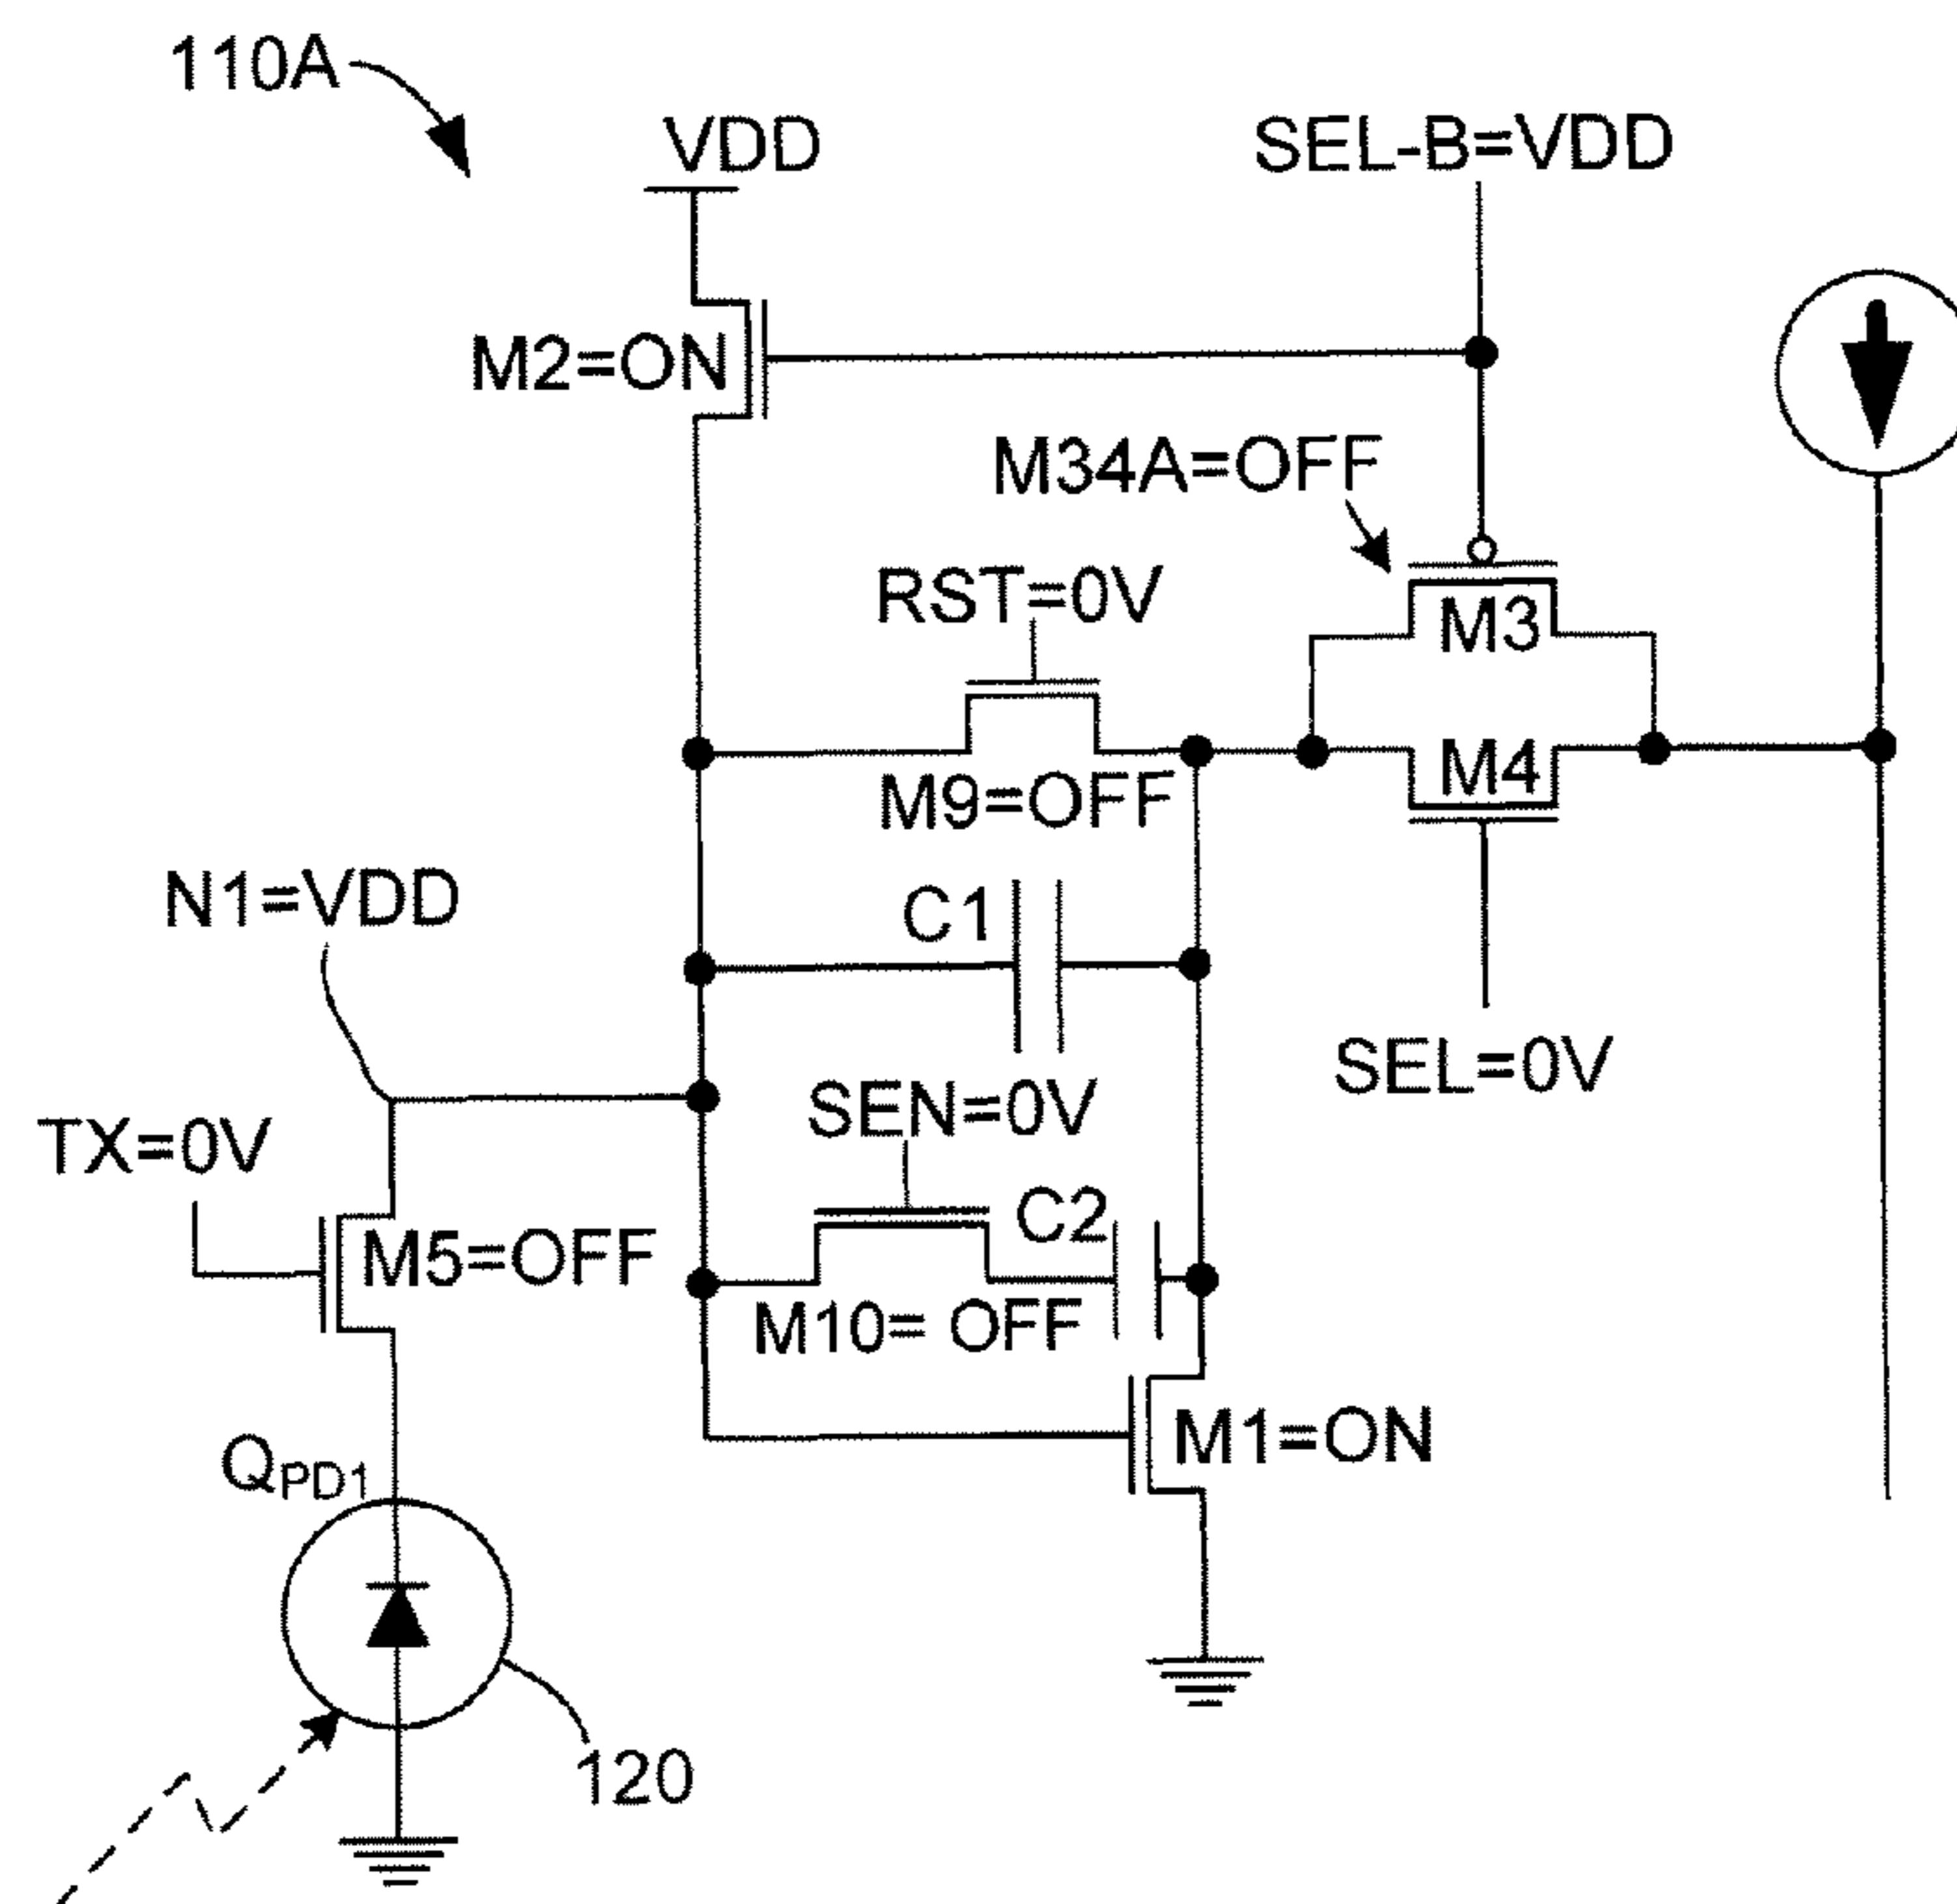 110A
VDD
SEL-B=VDD
M2=ON
M34A=OFF
RST=0V
M3
M4
M9=OFF
N1=VDD
C1
SEL=0V
SEN=0V
TX=0V
C2
M5=OFF
M10= OFF
M1=ON
QPD1
120